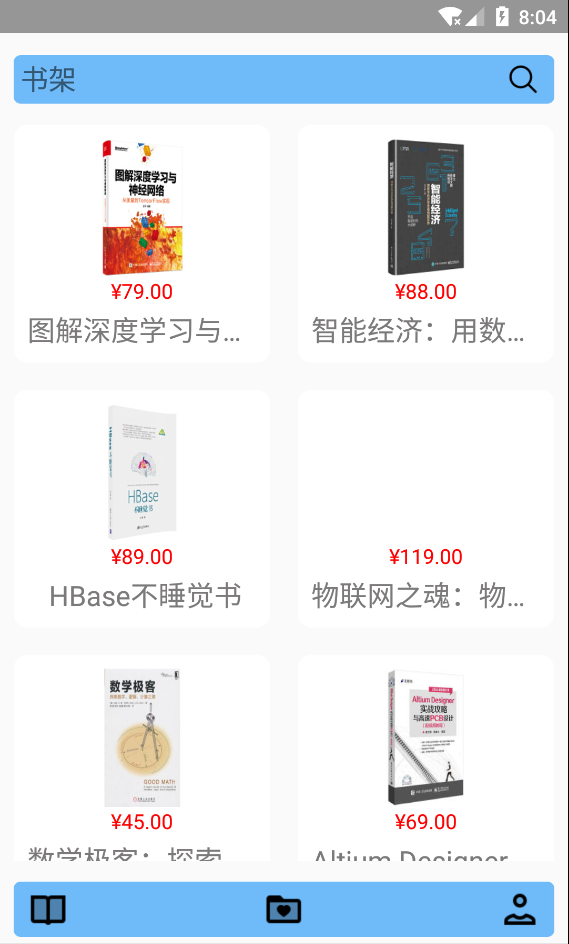 8:04
书架
图解深度学习与
神经网络
从张量到TensorFlow实现
¥79.00
图解深度学习与…
智能经济
¥88.00
智能经济：用数…
HBase
不睡觉书
¥89.00
HBase不睡觉书
¥119.00
物联网之魂：物…
数学极客
GOOD MATH
¥45.00
数学极客：探索
Altium Designer
实战攻略
与高速PCB设计
¥69.00
Altium Designer